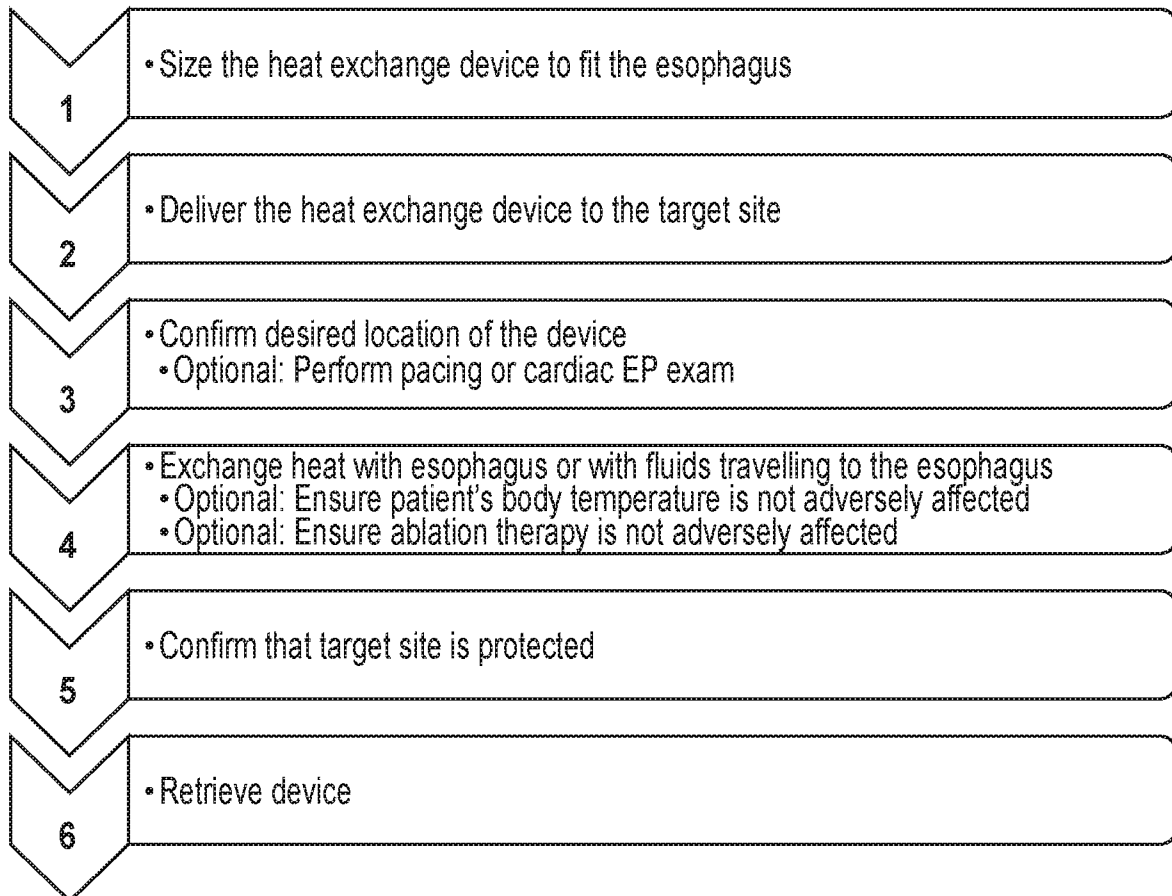 1
• Size the heat exchange device to fit the esophagus
2
• Deliver the heat exchange device to the target site
3
• Confirm desired location of the device
• Optional: Perform pacing or cardiac EP exam
4
• Exchange heat with esophagus or with fluids travelling to the esophagus
• Optional: Ensure patient's body temperature is not adversely affected
• Optional: Ensure ablation therapy is not adversely affected
5
• Confirm that target site is protected
6
• Retrieve device